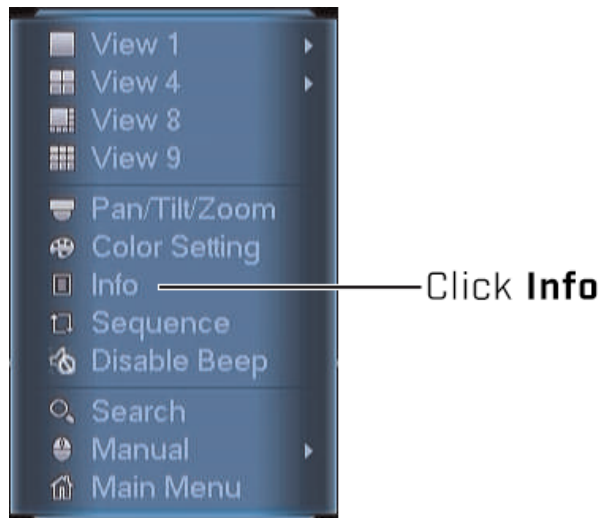 View 1
View 4
View 8
View 9
Pan/Tilt/Zoom
Color Setting
Info
Click Info
Sequence
Disable Beep
Search
Manual
Main Menu